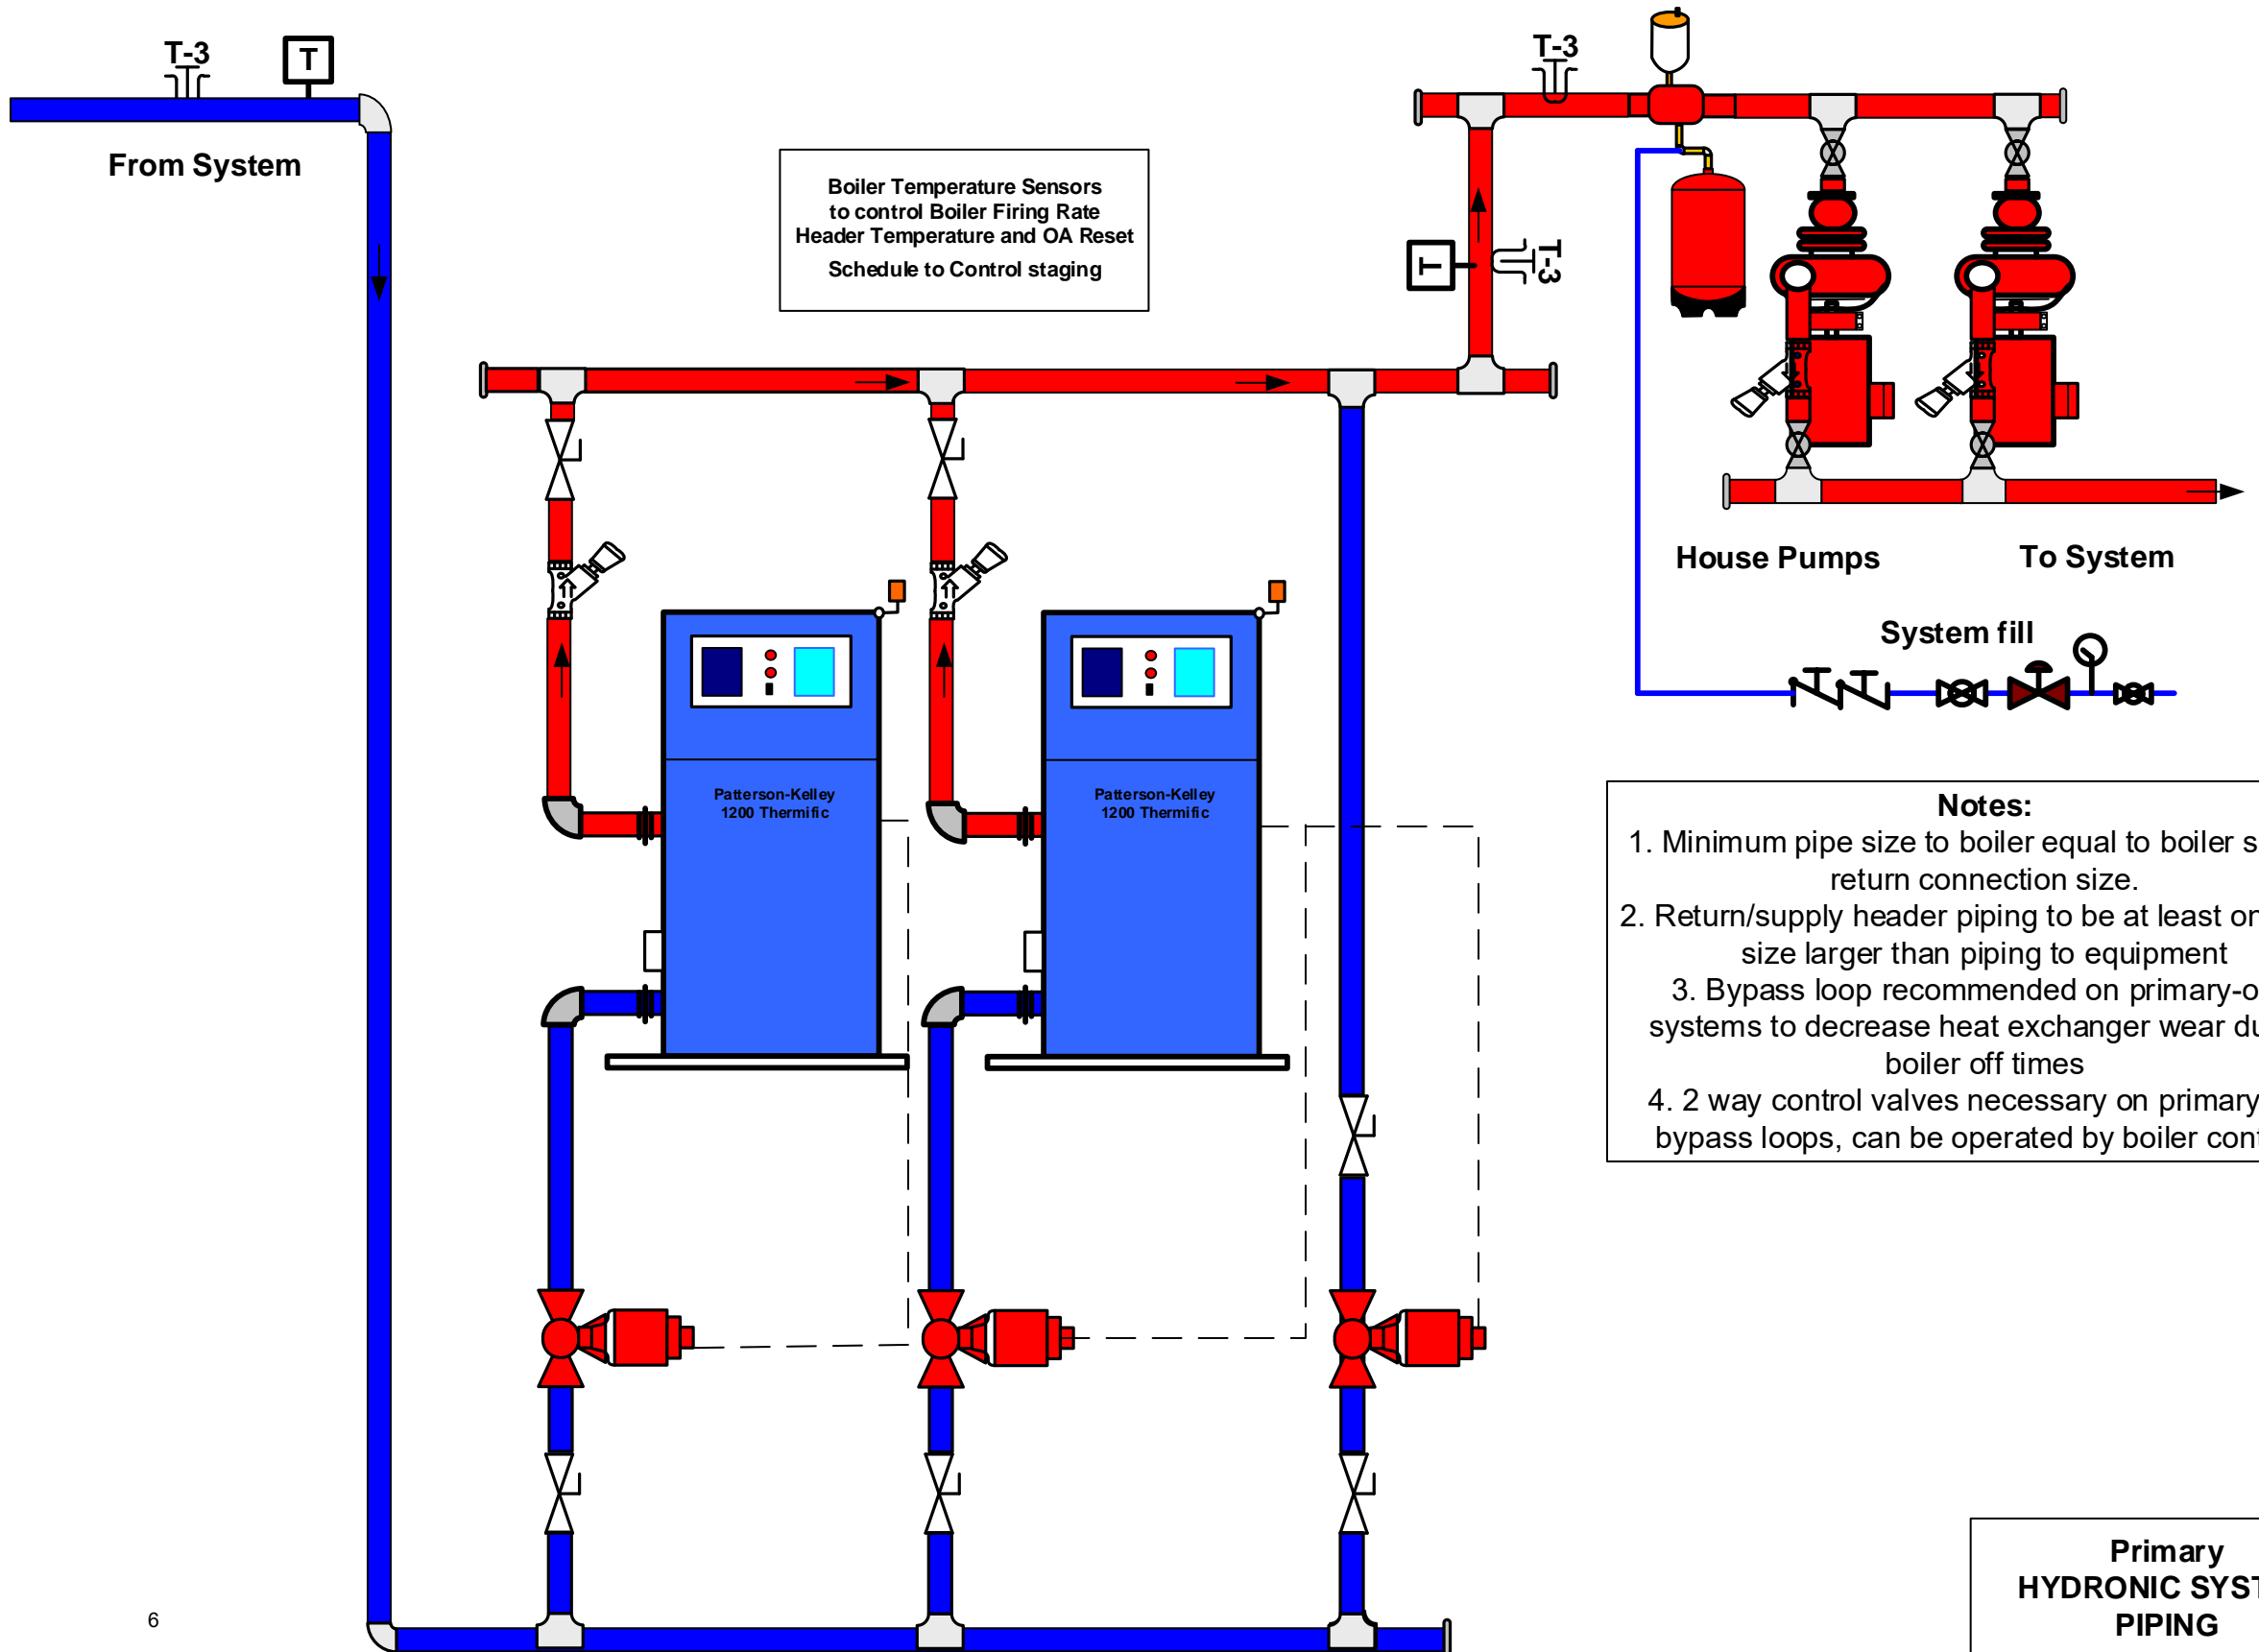 T-3
T
From System
Boiler Temperature Sensors
to control Boiler Firing Rate
Header Temperature and OA Reset
Schedule to Control staging
T-3
T
T-3
House Pumps
To System
System fill
Patterson-Kelley
1200 Thermific
Patterson-Kelley
1200 Thermific
Notes:
1. Minimum pipe size to boiler equal to boiler
return connection size.
2. Return/supply header piping to be at least
size larger than piping to equipment
3. Bypass loop recommended on
systems to decrease heat exchanger wear
boiler off times
4. 2 way control valves necessary on primary
bypass loops, can be operated by boiler
Primary
HYDRONIC
PIPING
6